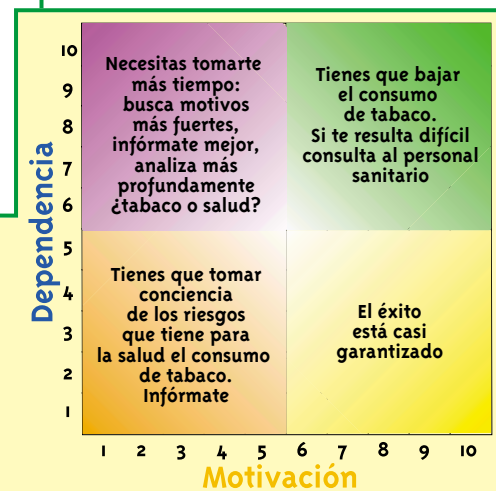 10
9
8
7
6
5
4
3
2
1
Dependencia
Necesitas tomarte
más tiempo:
busca motivos
más fuertes,
infórmate mejor,
analiza más
profundamente
¿tabaco o salud?
Tienes que bajar
el consumo
de tabaco.
Si te resulta difícil
consulta al personal
sanitario
Tienes que tomar
conciencia
de los riesgos
que tiene para
la salud el consumo
de tabaco.
Infórmate
El éxito
está casi
garantizado
1 2 3 4 5 6 7 8 9 10
Motivación